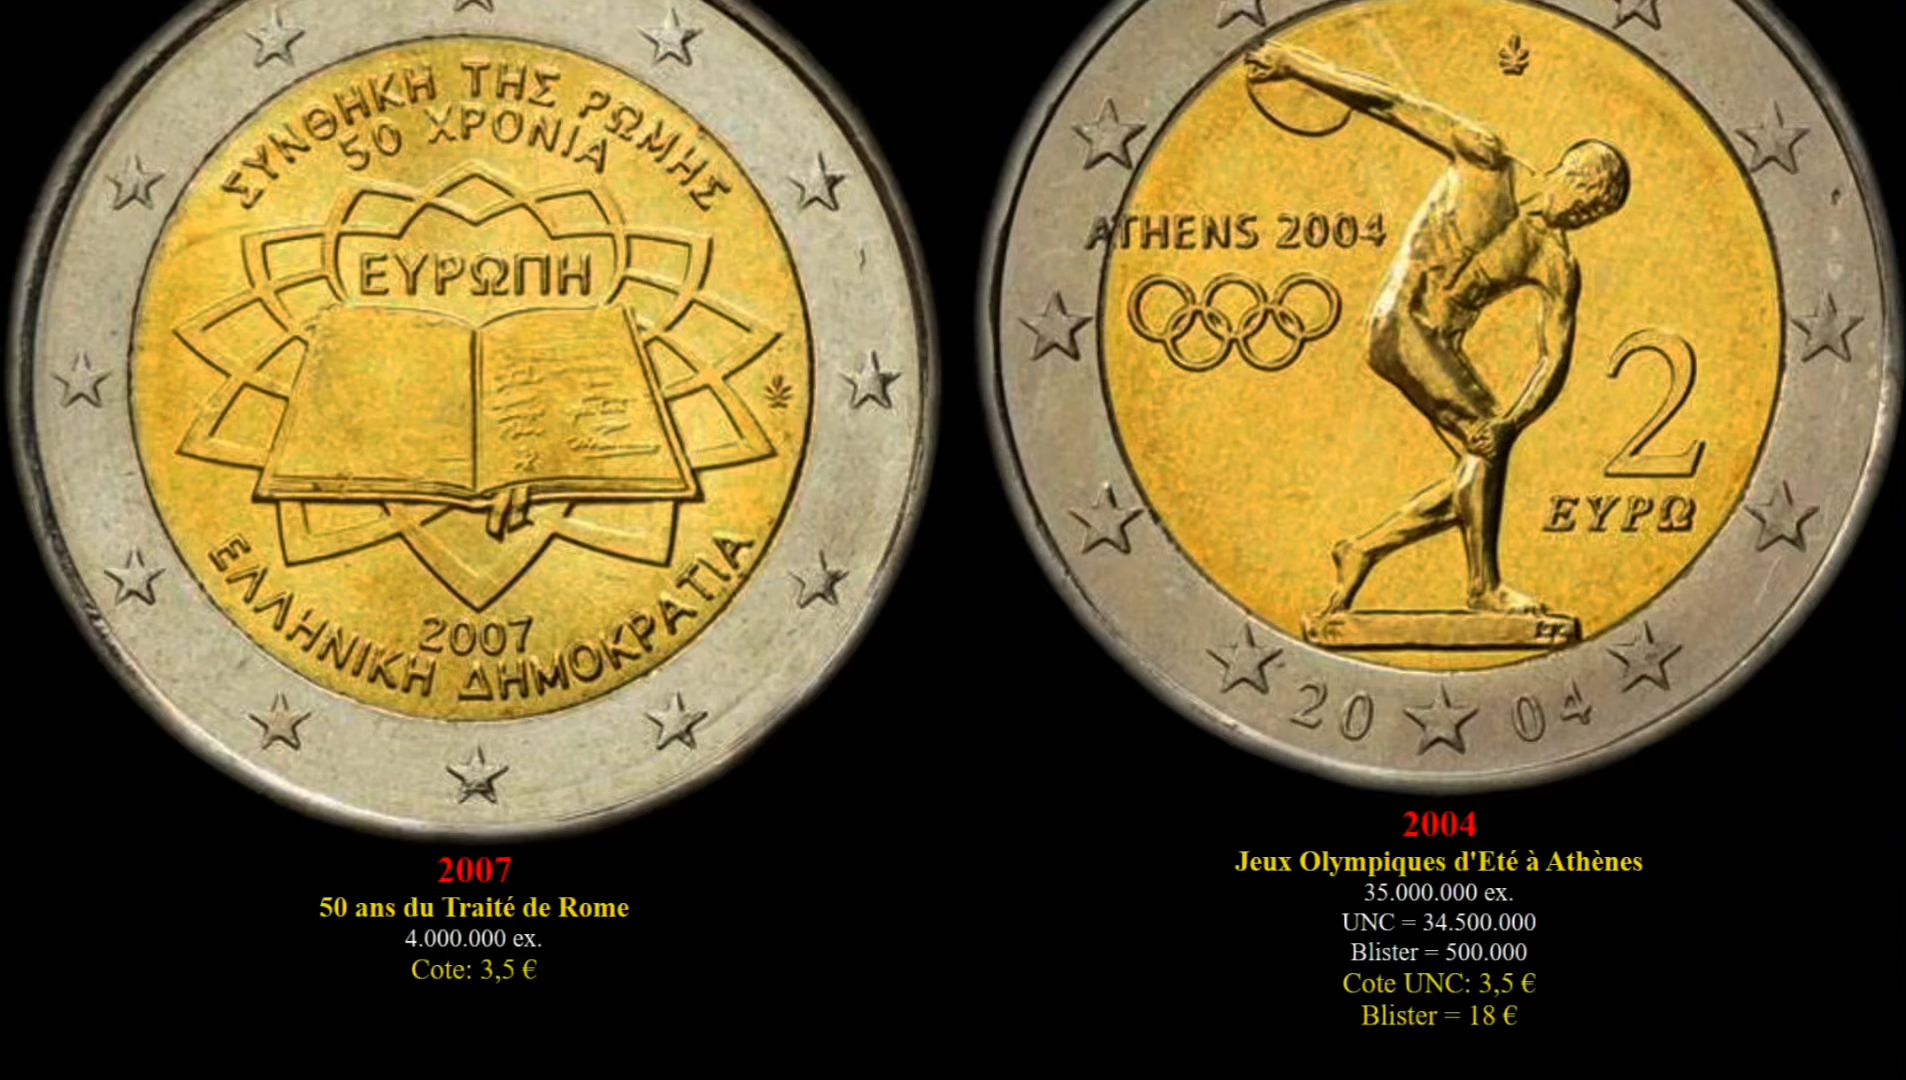 ΣΥΝΘΗΚΗ ΤΗΣ ΡΩΜΗΣ
50 ΧΡΟΝΙΑ
ΕΥΡΩΠΗ
2007
ΕΛΛΗΝΙΚΗ ΔΗΜΟΚΡΑΤΙΑ
2007
50 ans du Traité de Rome
4.000.000 ex.
Cote: 3,5 €
ATHENS 2004
2
ΕΥΡΩ
20 04
2004
Jeux Olympiques d'Eté à Athènes
35.000.000 ex.
UNC = 34.500.000
Blister = 500.000
Cote UNC: 3,5 €
Blister = 18 €